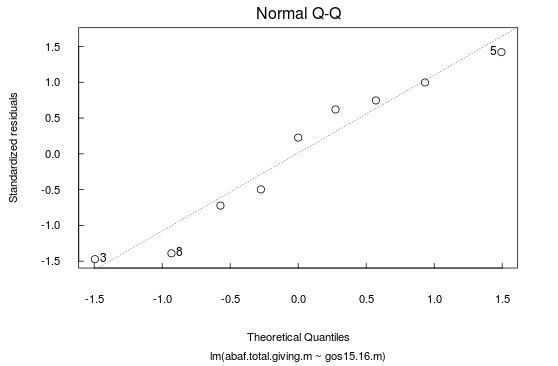 Normal Q-Q
Standardized residuals
1.5
1.0
0.5
0.0
-0.5
-1.0
-1.5
5
3
8
-1.5 -1.0 -0.5 0.0 0.5 1.0 1.5
Theoretical Quantiles
lm(abaf.total.giving.m ~ gos15.16.m)